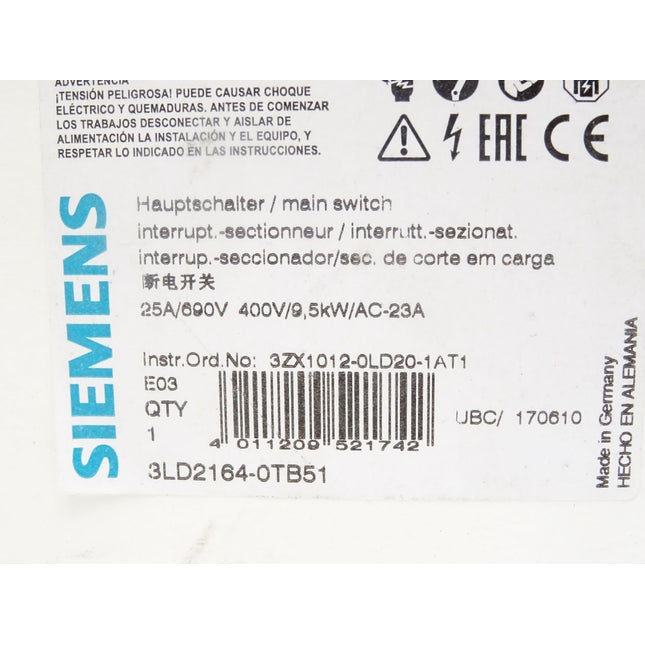 ADVERTENCIA
¡TENSIÓN PELIGROSA! PUEDE CAUSAR CHOQUE
ELÉCTRICO Y QUEMADURAS. ANTES DE COMENZAR
LOS TRABAJOS DESCONECTAR Y AISLAR DE
ALIMENTACIÓN LA INSTALACIÓN Y EL EQUIPO, Y
RESPETAR LO INDICADO EN LAS INSTRUCCIONES.
EAC CE
SIEMENS
Hauptschalter / main switch
interrupt.-sectionneur / interrutt.-sezionat.
interrup.-seccionador/sec. de corte em carga
断电开关
25A/690V 400V/9,5kW/AC-23A
Instr.Ord.No: 3ZX1012-0LD20-1AT1
E03
QTY
1
4 011209 521742
UBC/ 170610
3LD2164-0TB51
Made in Germany
HECHO EN ALEMANIA